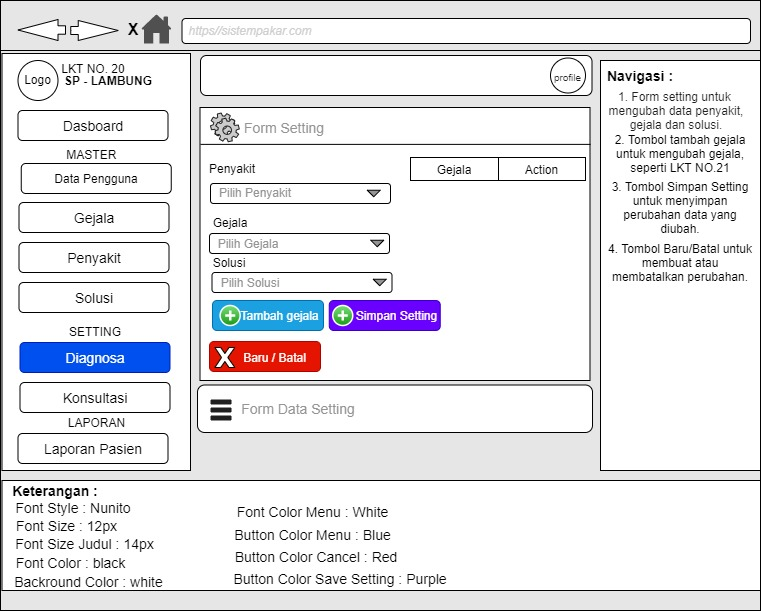 X
https//sistempakar.com
Logo
LKT NO. 20
SP - LAMBUNG
Dasboard
MASTER
Data Pengguna
Gejala
Penyakit
Solusi
SETTING
Diagnosa
Konsultasi
LAPORAN
Laporan Pasien
profile
Form Setting
Penyakit
Pilih Penyakit
Gejala
Action
Gejala
Pilih Gejala
Solusi
Pilih Solusi
Tambah gejala
Simpan Setting
X Baru / Batal
Form Data Setting
Navigasi :
1. Form setting untuk
mengubah data penyakit,
gejala dan solusi.
2. Tombol tambah gejala
untuk mengubah gejala,
seperti LKT NO.21
3. Tombol Simpan Setting
untuk menyimpan
perubahan data yang
diubah.
4. Tombol Baru/Batal untuk
membuat atau
membatalkan perubahan.
Keterangan :
Font Style : Nunito
Font Size : 12px
Font Size Judul : 14px
Font Color : black
Backround Color : white
Font Color Menu : White
Button Color Menu : Blue
Button Color Cancel : Red
Button Color Save Setting : Purple